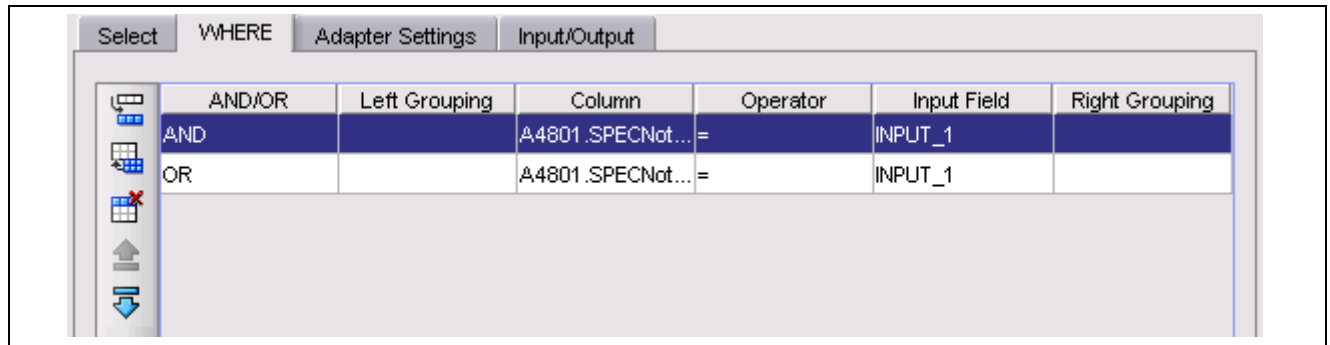 Select WHERE Adapter Settings Input/Output
AND/OR Left Grouping Column Operator Input Field Right Grouping
AND A4801.SPECNot... = INPUT_1
OR A4801.SPECNot... = INPUT_1